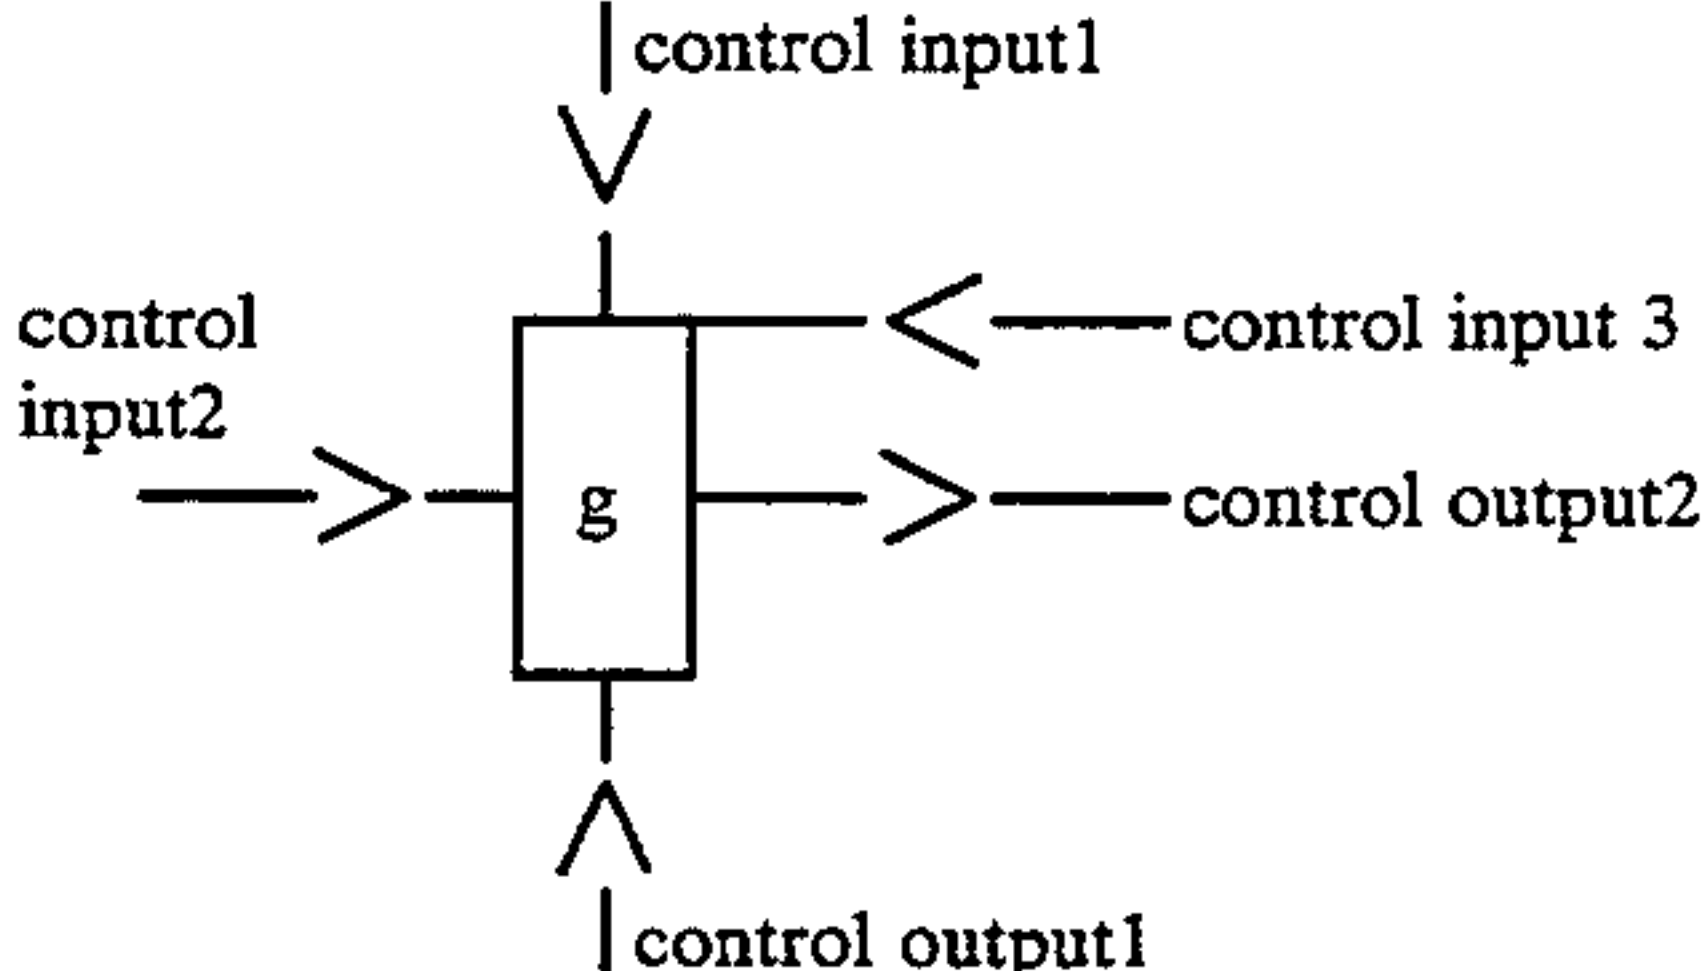 control input1
control
input2
control input 3
g
control output2
control output1